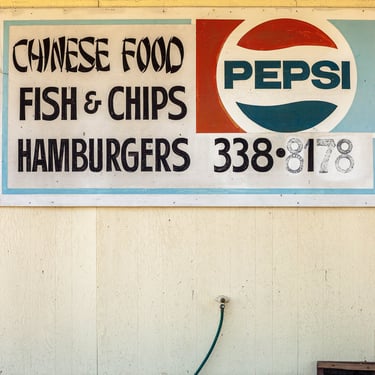 CHINESE FOOD
FISH & CHIPS
HAMBURGERS 338•8178
PEPSI